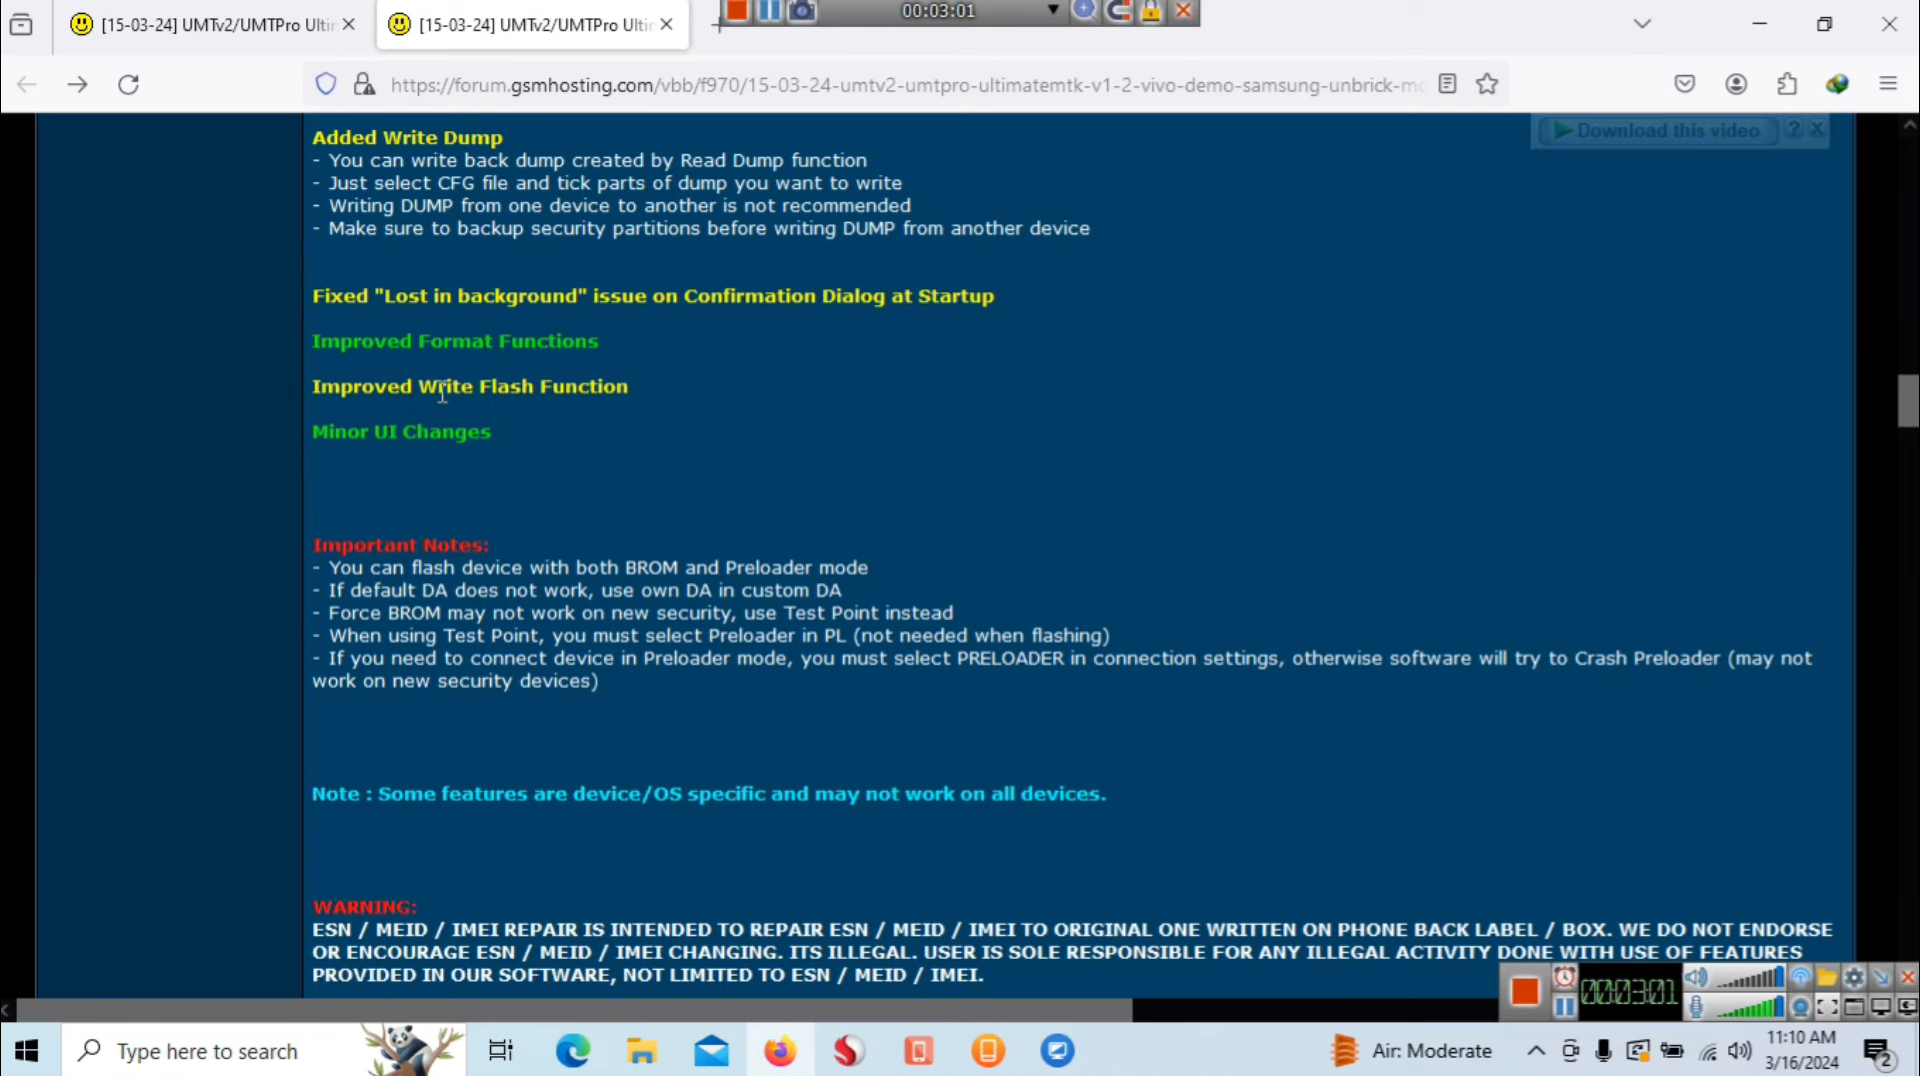 [15-03-24] UMTv2/UMTPro Ultin
[15-03-24] UMTv2/UMTPro Ultin
00:03:01
https://forum.gsmhosting.com/vbb/f970/15-03-24-umtv2-umtpro-ultimatemtk-v1-2-vivo-demo-samsung-unbrick-mo
Download this video
Added Write Dump
- You can write back dump created by Read Dump function
- Just select CFG file and tick parts of dump you want to write
- Writing DUMP from one device to another is not recommended
- Make sure to backup security partitions before writing DUMP from another device
Fixed "Lost in background" issue on Confirmation Dialog at Startup
Improved Format Functions
Improved Write Flash Function
Minor UI Changes
Important Notes:
- You can flash device with both BROM and Preloader mode
- If default DA does not work, use own DA in custom DA
- Force BROM may not work on new security, use Test Point instead
- When using Test Point, you must select Preloader in PL (not needed when flashing)
- If you need to connect device in Preloader mode, you must select PRELOADER in connection settings, otherwise software will try to Crash Preloader (may not
work on new security devices)
Note : Some features are device/OS specific and may not work on all devices.
WARNING:
ESN / MEID / IMEI REPAIR IS INTENDED TO REPAIR ESN / MEID / IMEI TO ORIGINAL ONE WRITTEN ON PHONE BACK LABEL / BOX. WE DO NOT ENDORSE
OR ENCOURAGE ESN / MEID / IMEI CHANGING. ITS ILLEGAL. USER IS SOLE RESPONSIBLE FOR ANY ILLEGAL ACTIVITY DONE WITH USE OF FEATURES
PROVIDED IN OUR SOFTWARE, NOT LIMITED TO ESN / MEID / IMEI.
00:03:01
Type here to search
Air: Moderate
11:10 AM
3/16/2024
2